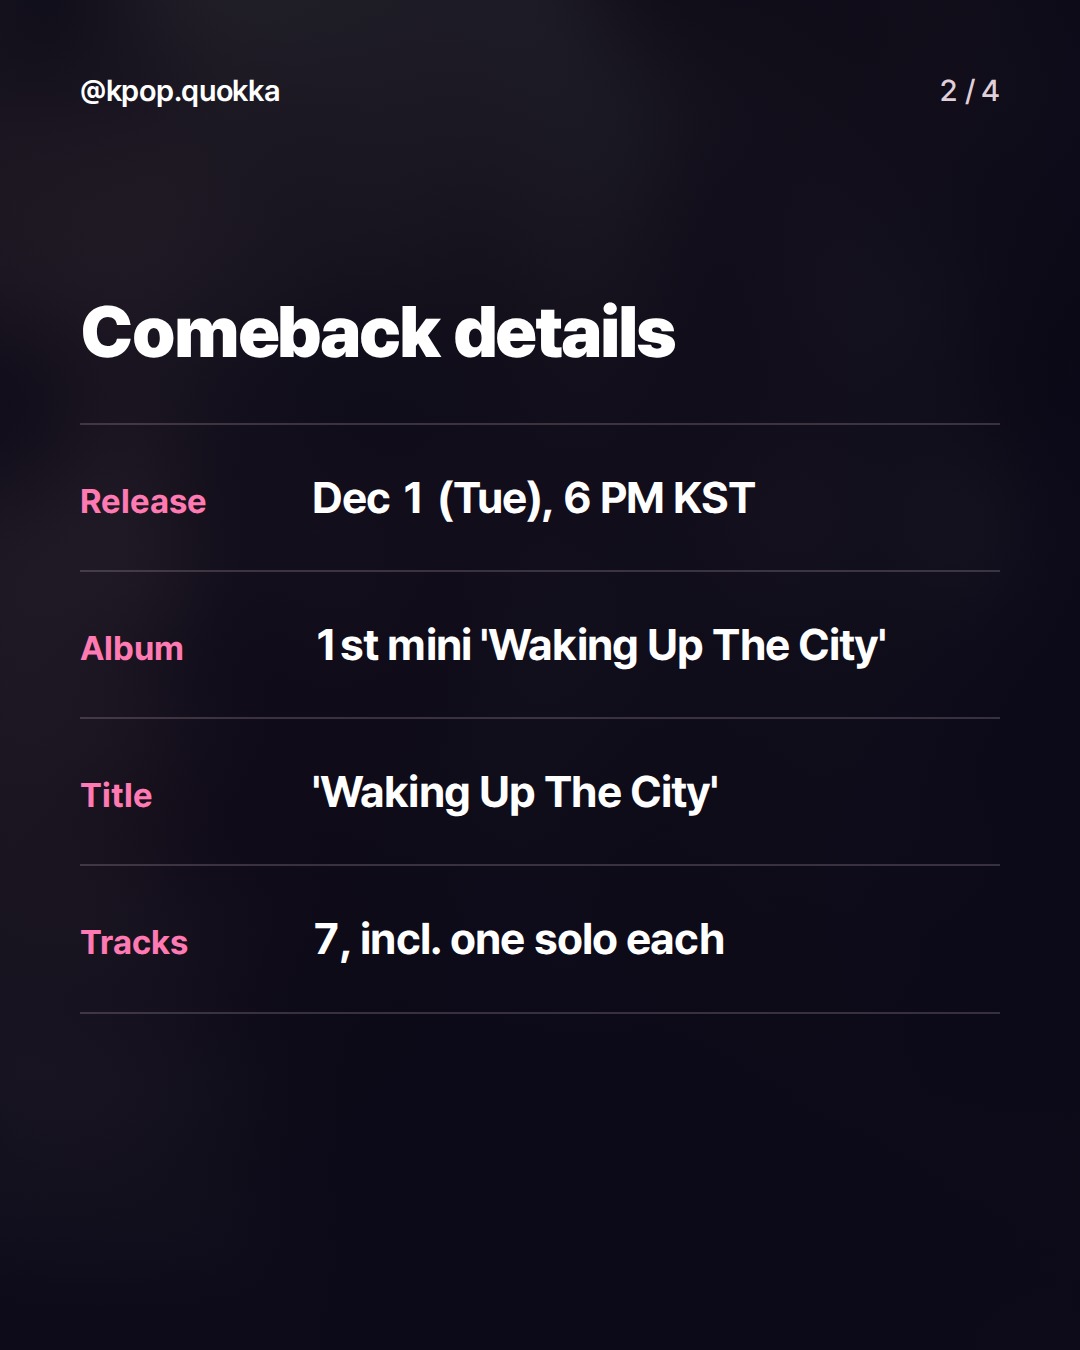 @kpop.quokka
2 / 4
Comeback details
Release
Dec 1 (Tue), 6 PM KST
Album
1st mini 'Waking Up The City'
Title
'Waking Up The City'
Tracks
7, incl. one solo each